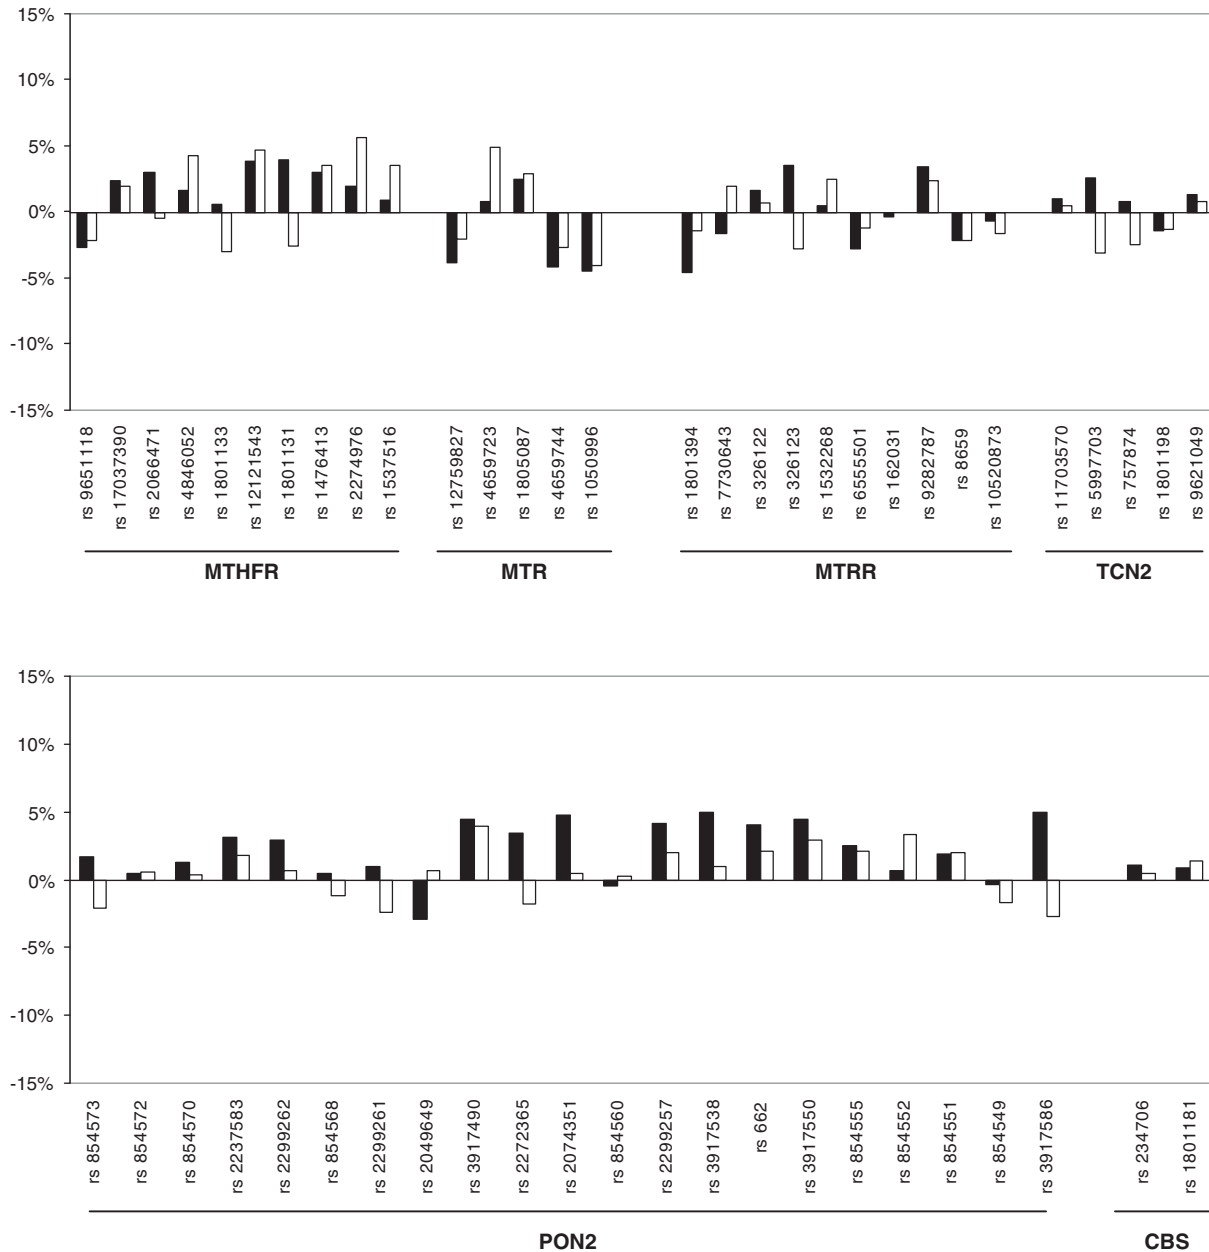 15%
10%
5%
0%
-5%
-10%
-15%
rs 9651118
rs 17037390
rs 2066471
rs 4846052
rs 1801133
rs 12121543
rs 1801131
rs 1476413
rs 2274976
rs 1537516
rs 12759827
rs 4659723
rs 1805087
rs 4659744
rs 1050996
rs 1801394
rs 7730643
rs 326122
rs 326123
rs 1532268
rs 6555501
rs 162031
rs 9282787
rs 8659
rs 10520873
rs 11703570
rs 5997703
rs 757874
rs 1801198
rs 9621049
MTHFR
MTR
MTRR
TCN2
15%
10%
5%
0%
-5%
-10%
-15%
rs 854573
rs 854572
rs 854570
rs 2237583
rs 2299262
rs 854568
rs 2299261
rs 2049649
rs 3917490
rs 2272365
rs 2074351
rs 854560
rs 2299257
rs 3917538
rs 662
rs 3917550
rs 854555
rs 854552
rs 854551
rs 854549
rs 3917586
rs 234706
rs 1801181
PON2
CBS